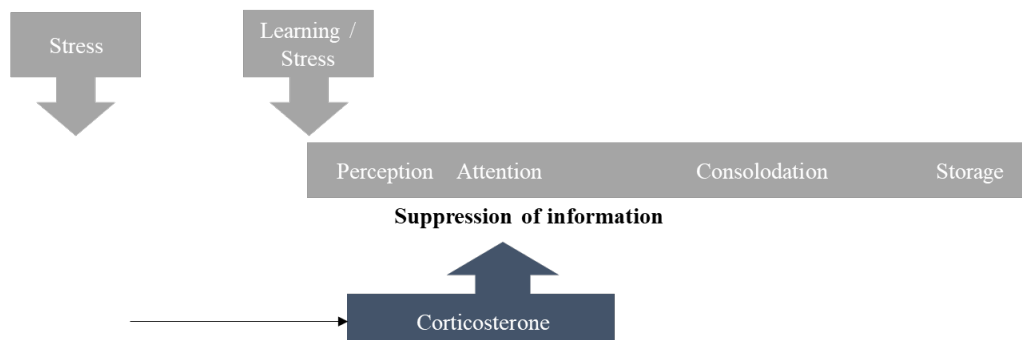 Stress
Learning /
Stress
Perception Attention Consolodation Storage
Suppression of information
Corticosterone